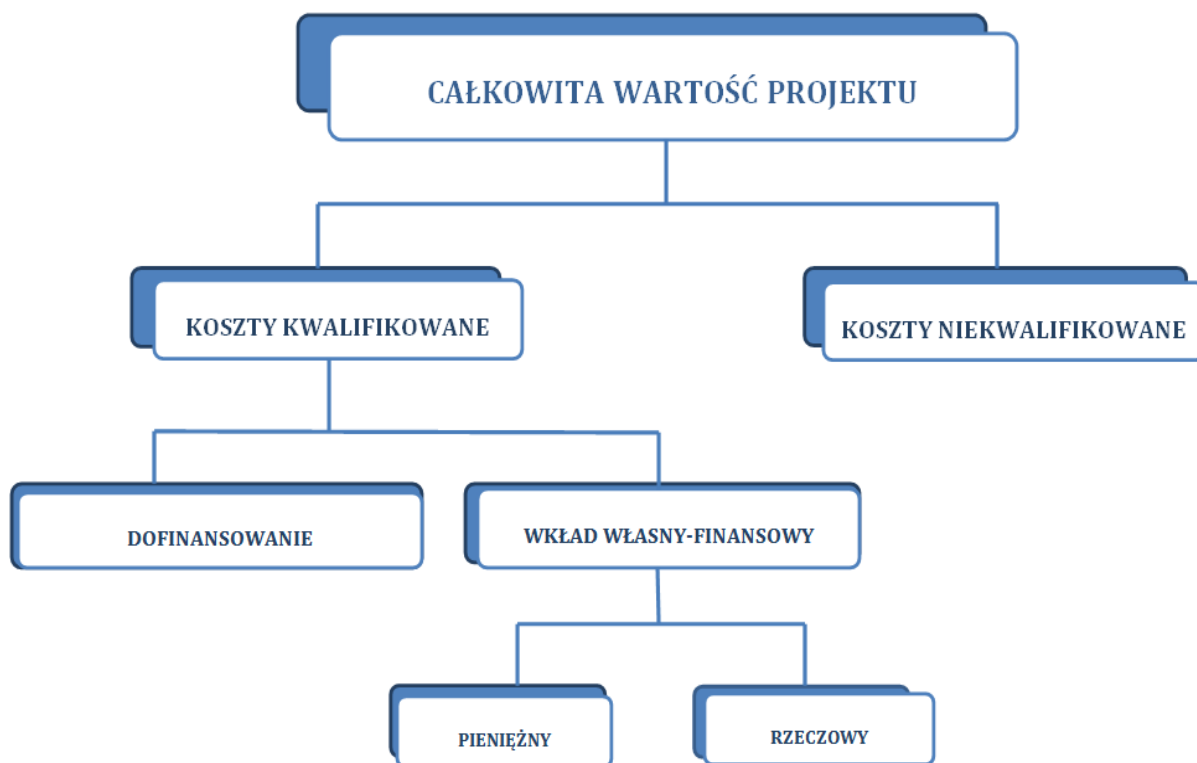 CAŁKOWITA WARTOŚĆ PROJEKTU
KOSZTY KWALIFIKOWANE
KOSZTY NIEKWALIFIKOWANE
DOFINANSOWANIE
WKŁAD WŁASNY-FINANSOWY
PIENIĘŻNY
RZECZOWY